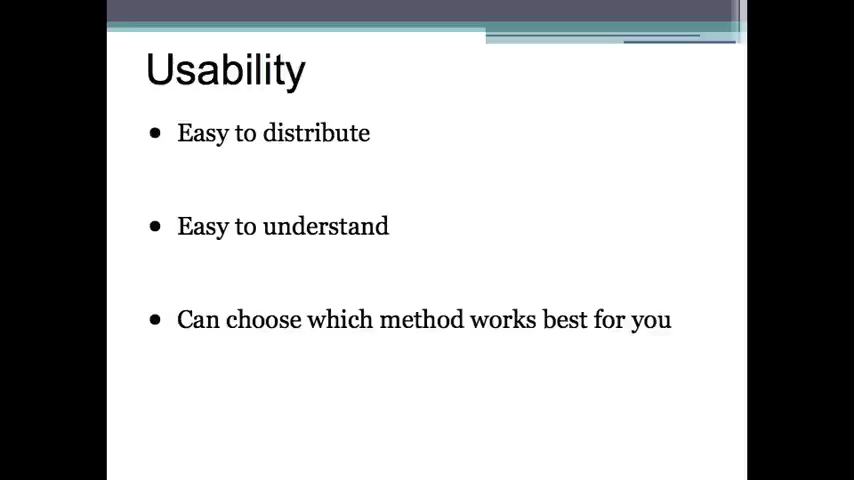 Usability
• Easy to distribute
• Easy to understand
• Can choose which method works best for you